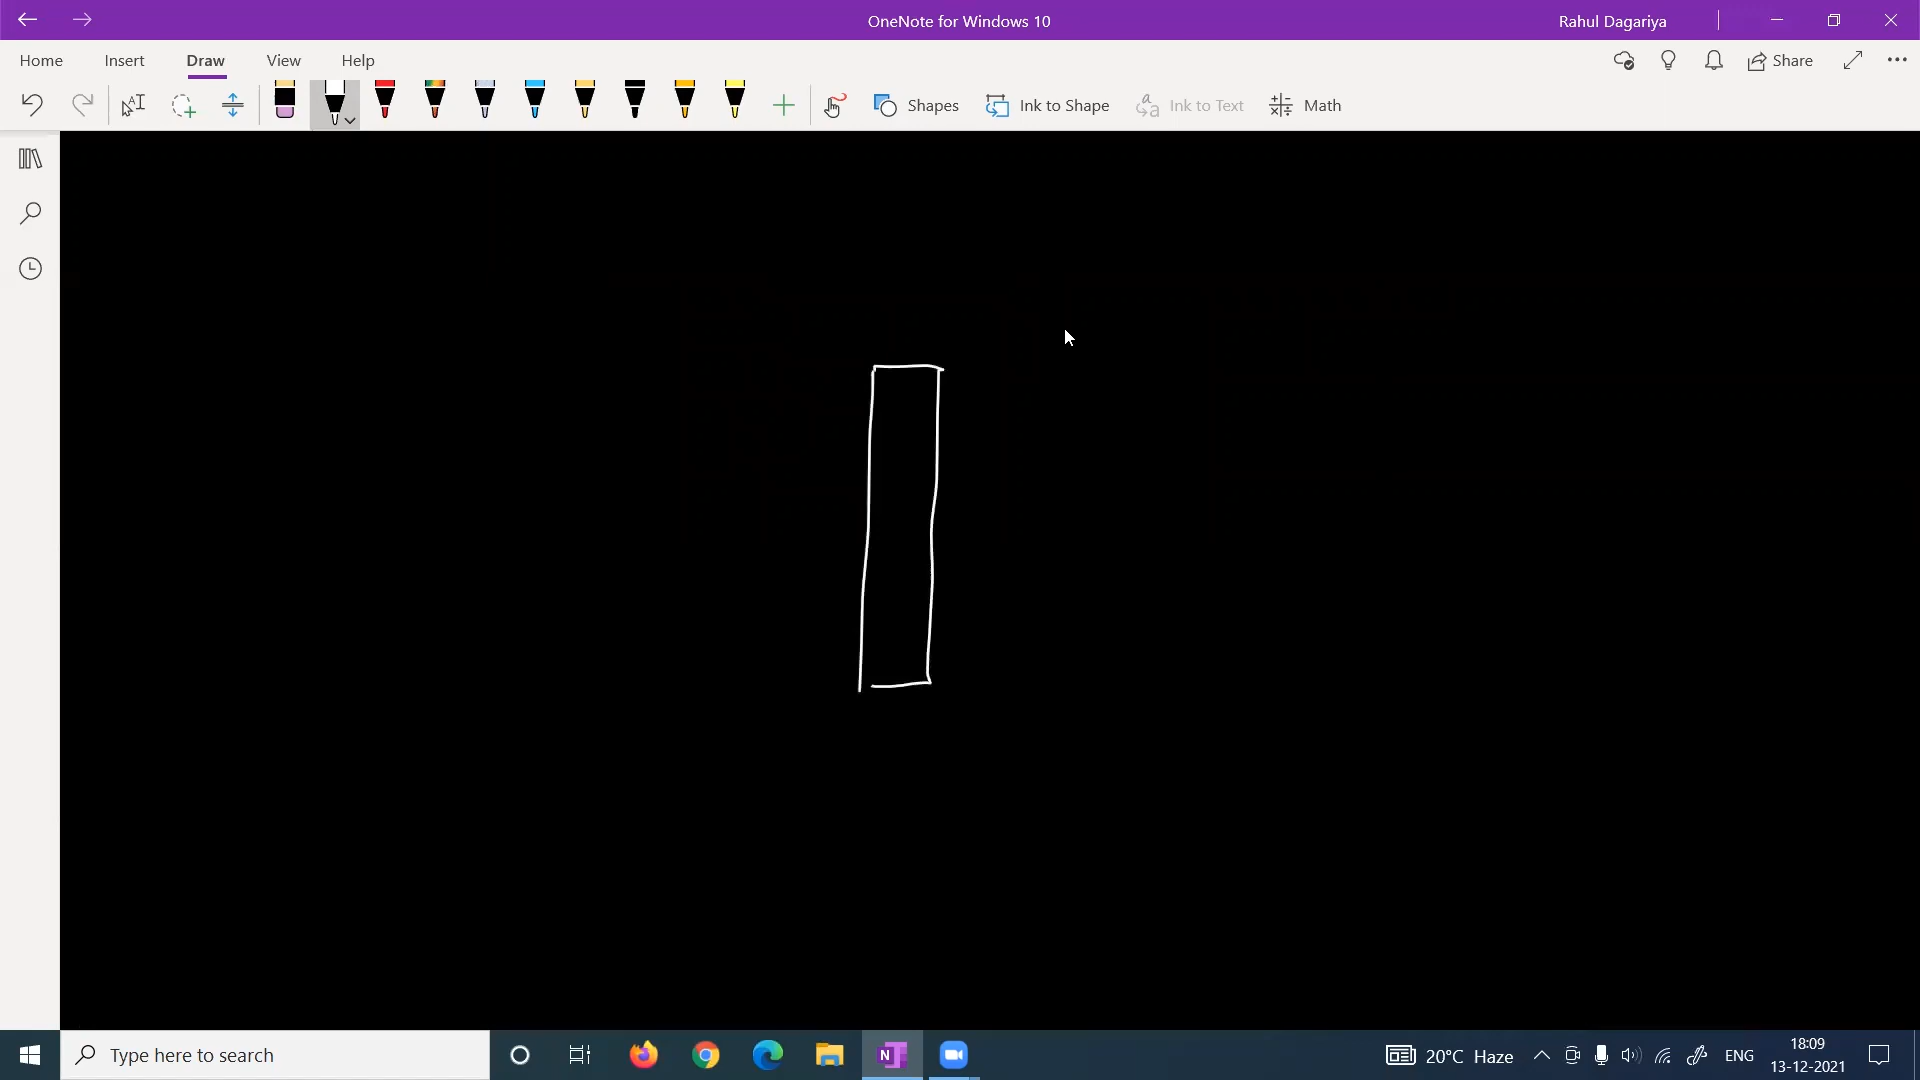 OneNote for Windows 10
Rahul Dagariya
Home Insert Draw View Help
Share
Shapes Ink to Shape Ink to Text Math
Type here to search
20°C Haze
ENG
18:09
13-12-2021